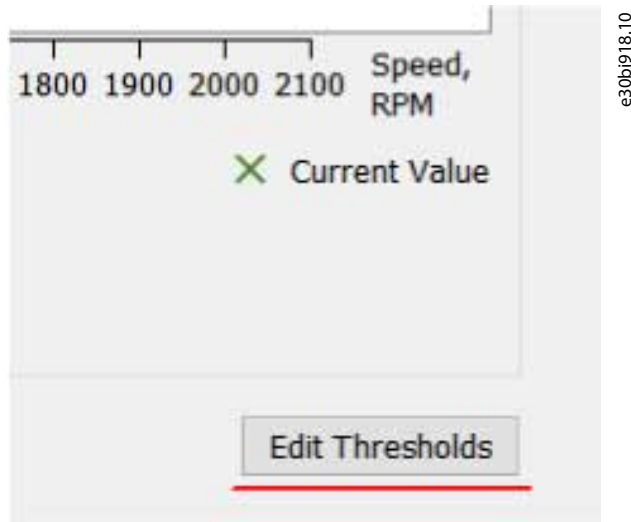 1800 1900 2000 2100
Speed,
RPM
Current Value
Edit Thresholds
e30bi918.10